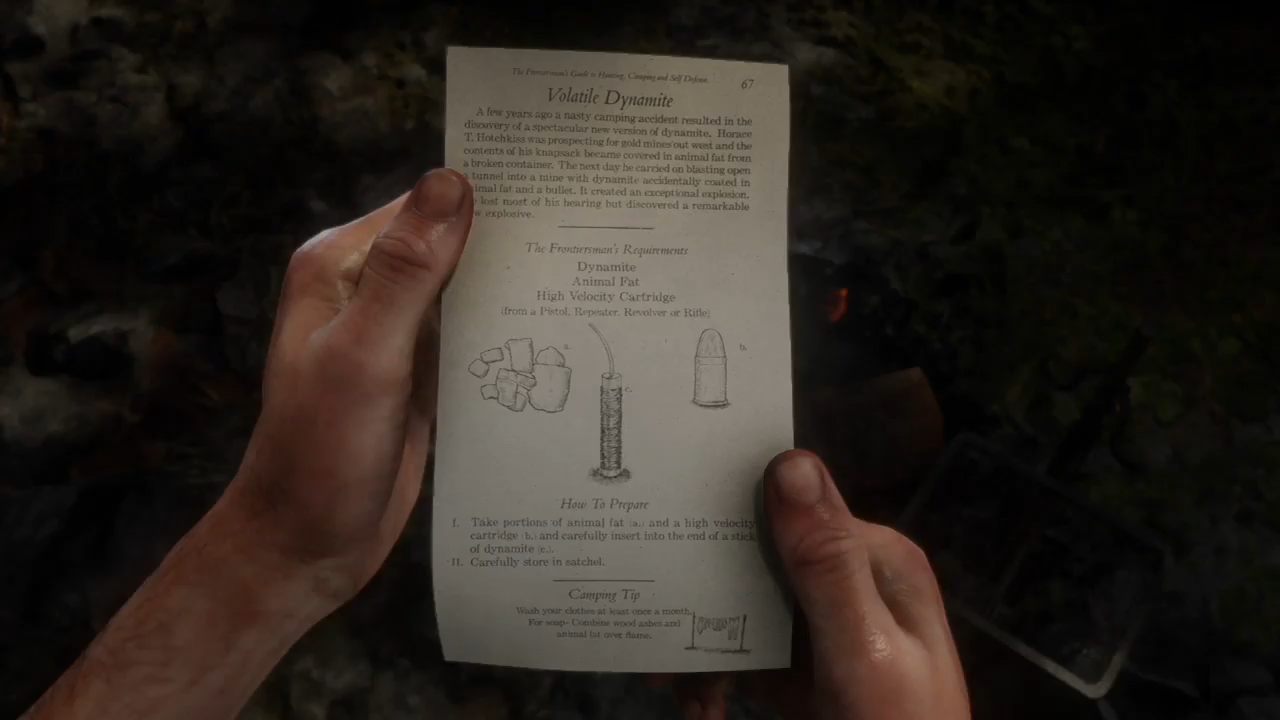 The Frontiersman's Guide to Hunting, Camping and Self Defense.
67
Volatile Dynamite
A few years ago a nasty camping accident resulted in the
discovery of a spectacular new version of dynamite. Horace
T. Hotchkiss was prospecting for gold mines out west and the
contents of his knapsack became covered in animal fat from
a broken container. The next day he carried on blasting open
tunnel into a mine with dynamite accidentally coated in
imal fat and a bullet. It created an exceptional explosion.
lost most of his hearing but discovered a remarkable
w explosive.
The Frontiersman's Requirements
Dynamite
Animal Fat
High Velocity Cartridge
(from a Pistol, Repeater, Revolver or Rifle)
a.
b.
c.
How To Prepare
I. Take portions of animal fat (a.) and a high velocity
cartridge (b.) and carefully insert into the end of a stick
of dynamite (c.).
II. Carefully store in satchel.
Camping Tip
Wash your clothes at least once a month.
For soap- Combine wood ashes and
animal fat over flame.